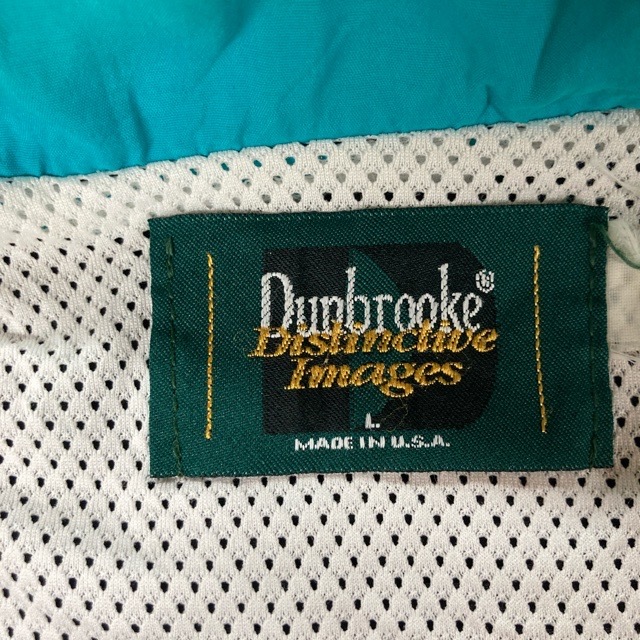 Dunbrooke®
Distinctive
Images
L.
MADE IN U.S.A.